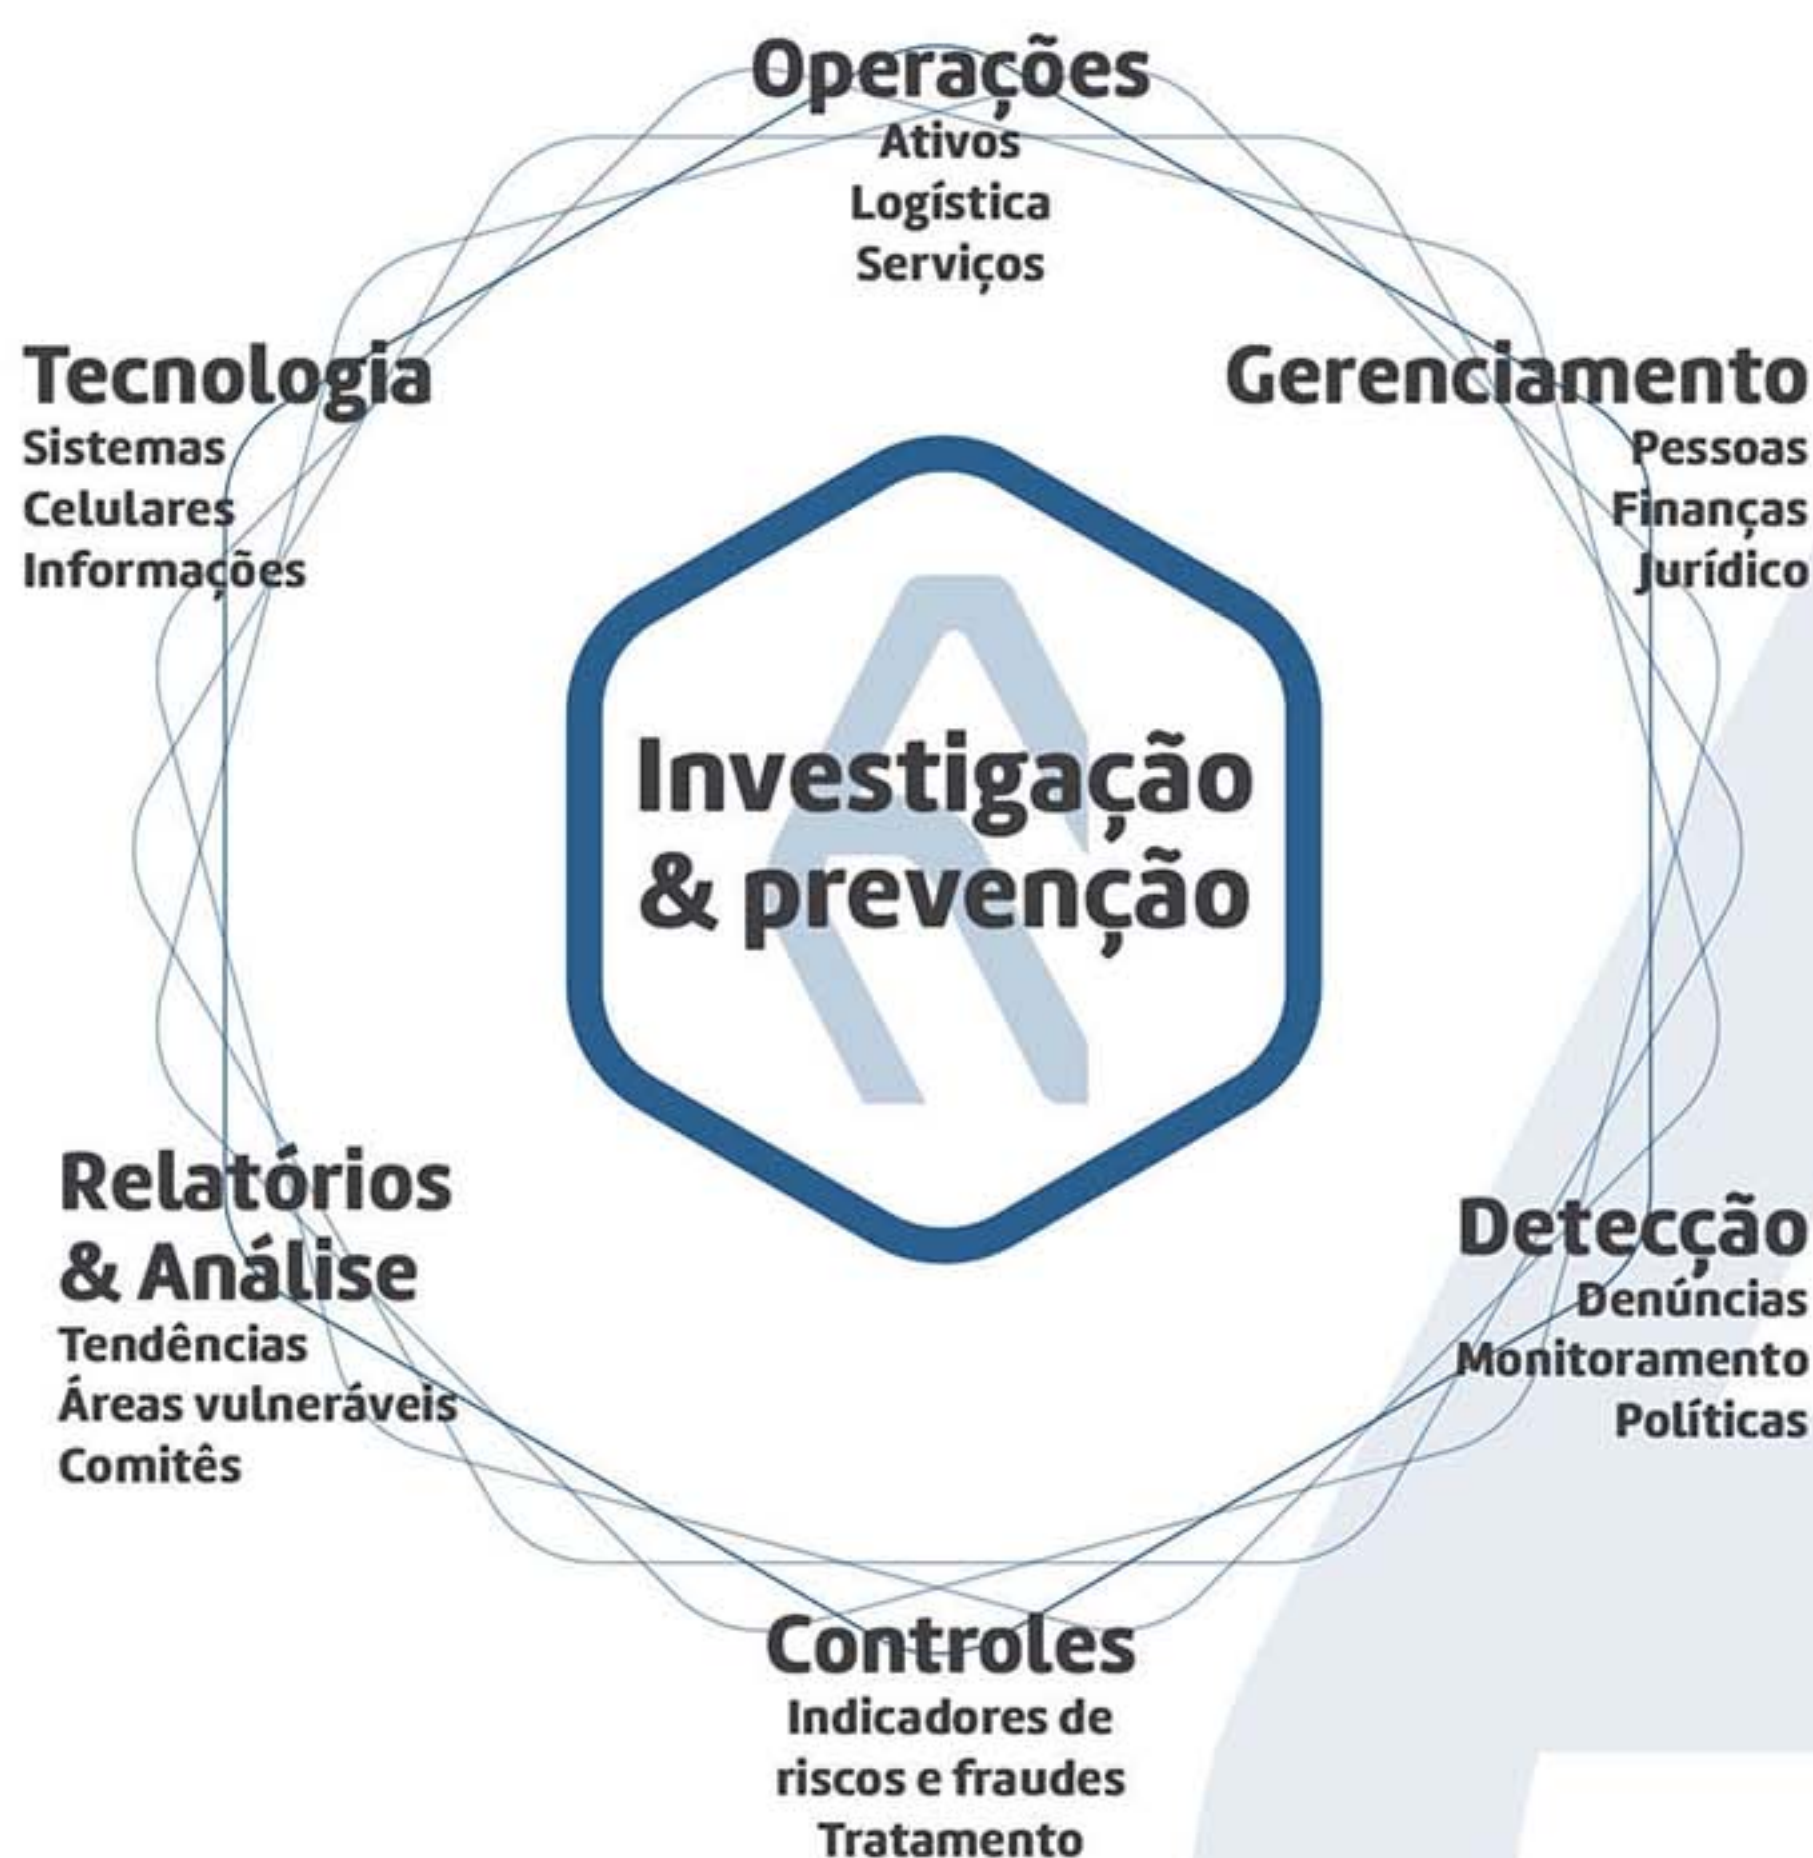 Operações
Ativos
Logística
Serviços
Tecnologia
Sistemas
Celulares
Informações
Gerenciamento
Pessoas
Finanças
Jurídico
Investigação
& prevenção
Relatórios
& Análise
Tendências
Áreas vulneráveis
Comitês
Detecção
Denúncias
Monitoramento
Políticas
Controles
Indicadores de
riscos e fraudes
Tratamento